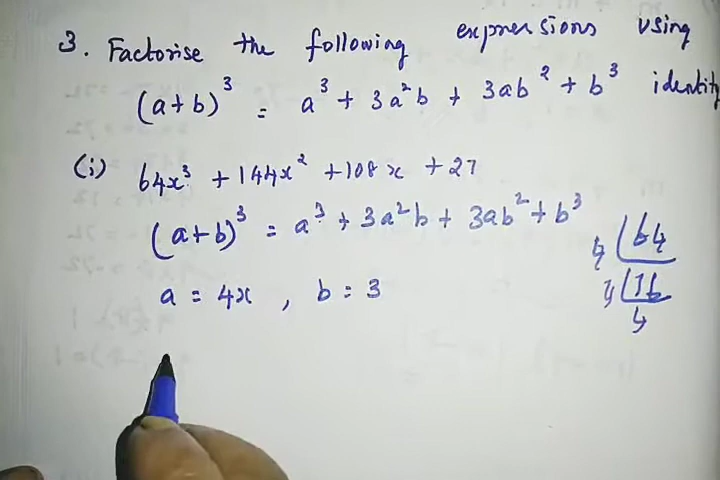 3. Factorise the following expressions using
(a+b)³ = a³ + 3a²b + 3ab² + b³ identity
(i) 64x³ + 144x² + 108x + 27
(a+b)³ = a³ + 3a²b + 3ab² + b³
4 64
a = 4x , b = 3
4 16
4